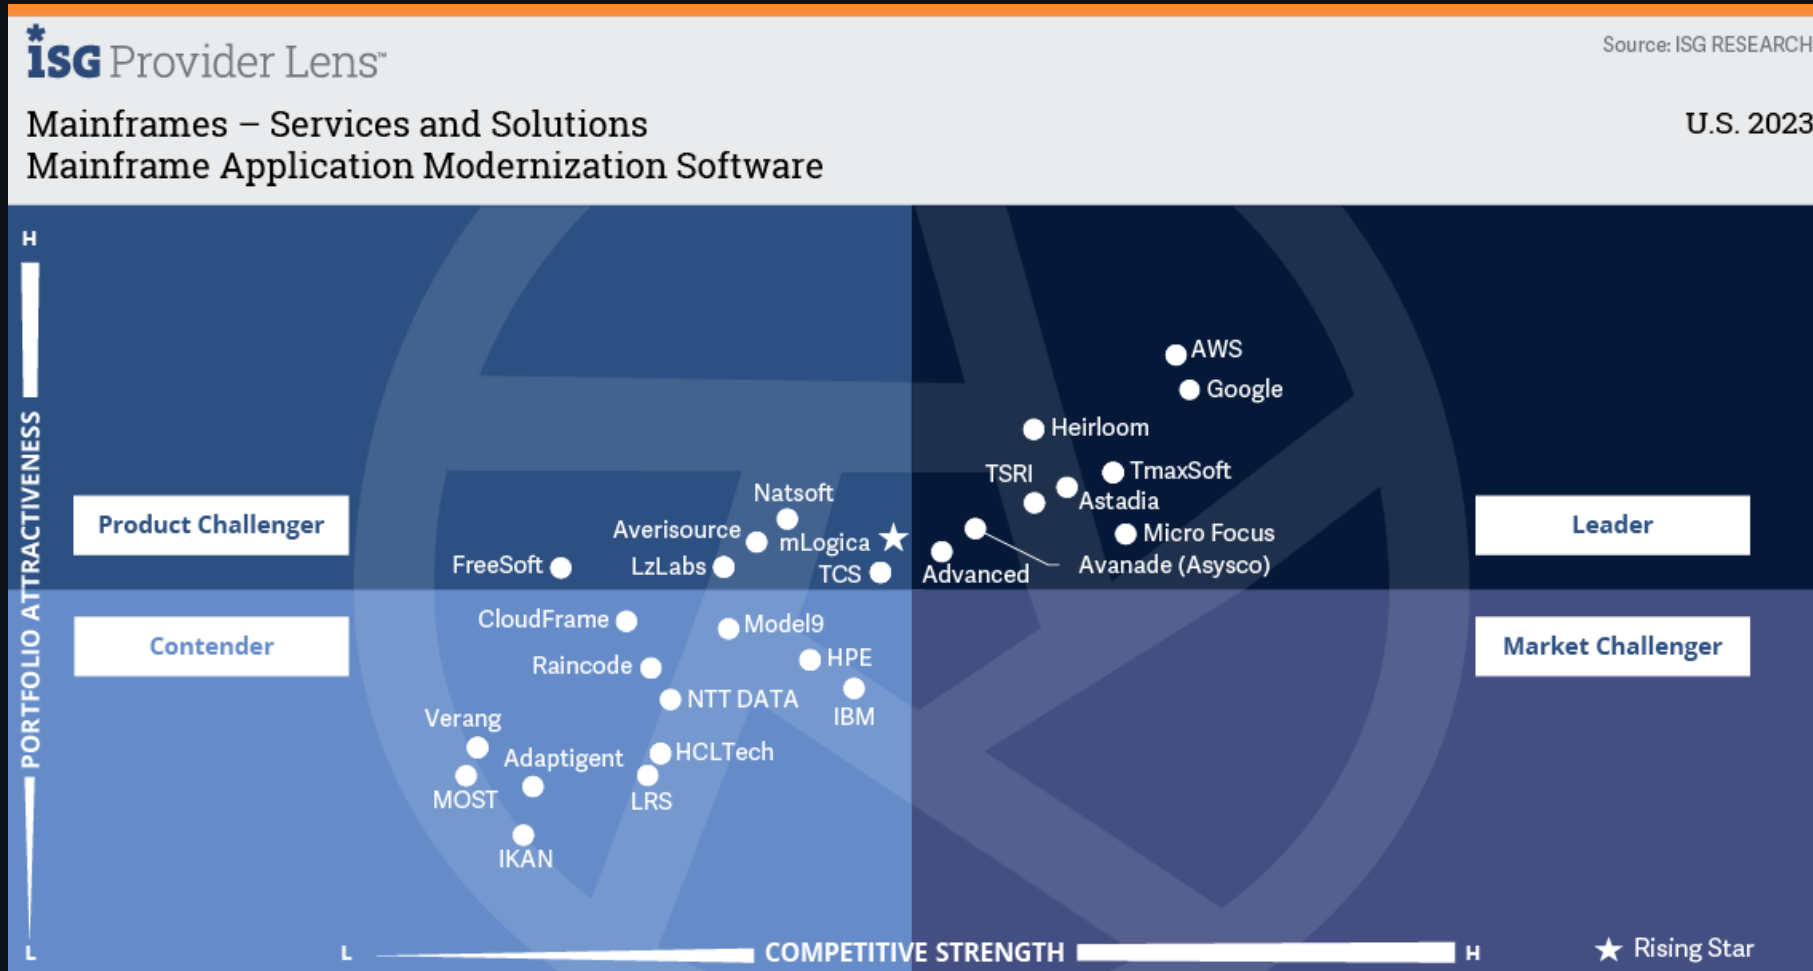 ISG Provider Lens™
Source: ISG RESEARCH
Mainframes – Services and Solutions
U.S. 2023
Mainframe Application Modernization Software
H
PORTFOLIO ATTRACTIVENESS
L
AWS
Google
Heirloom
TSRI
TmaxSoft
Astadia
Micro Focus
Avanade (Asysco)
Advanced
Natsoft
Averisource
mLogica
FreeSoft
LzLabs
TCS
Product Challenger
Leader
Contender
Market Challenger
CloudFrame
Model9
Raincode
HPE
NTT DATA
IBM
Verang
Adaptigent
HCLTech
MOST
LRS
IKAN
L
COMPETITIVE STRENGTH
H
Rising Star